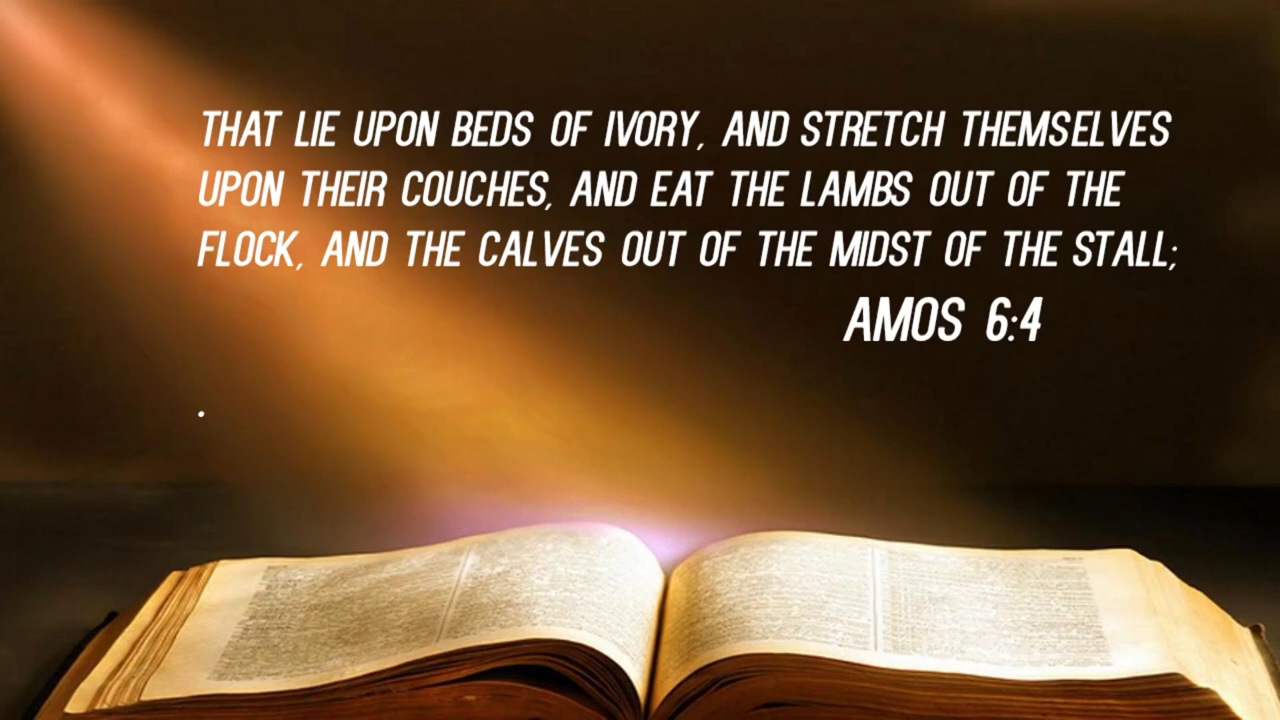 THAT LIE UPON BEDS OF IVORY, AND STRETCH THEMSELVES
UPON THEIR COUCHES, AND EAT THE LAMBS OUT OF THE
FLOCK, AND THE CALVES OUT OF THE MIDST OF THE STALL;
AMOS 6:4
.